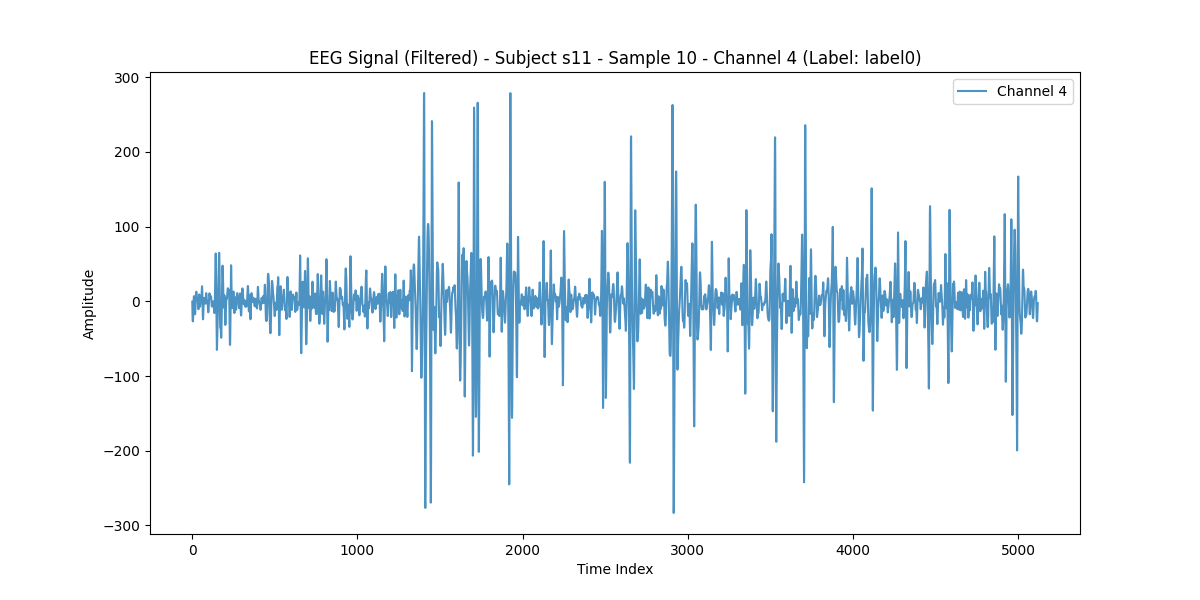 EEG Signal (Filtered) - Subject s11 - Sample 10 - Channel 4 (Label: label0)
Channel 4
300
200
100
0
−100
−200
−300
Amplitude
0 1000 2000 3000 4000 5000
Time Index